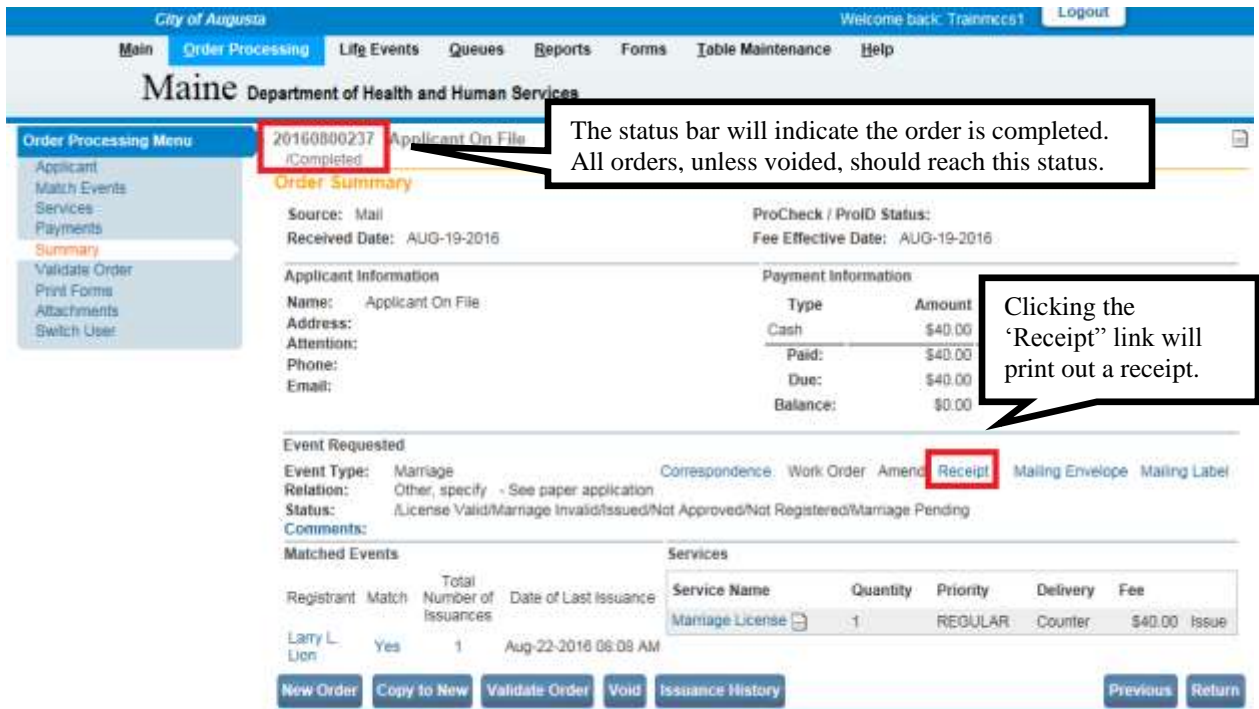 City of Augusta Welcome back: Trainmccs1 Logout
Main Order Processing Life Events Queues Reports Forms Table Maintenance Help
Maine Department of Health and Human Services
Order Processing Menu
Applicant
Match Events
Services
Payments
Summary
Validate Order
Print Forms
Attachments
Switch User
20160800237 Applicant On File
/Completed
The status bar will indicate the order is completed.
All orders, unless voided, should reach this status.
Order Summary
Source: Mail ProCheck / ProID Status:
Received Date: AUG-19-2016 Fee Effective Date: AUG-19-2016
Applicant Information
Name: Applicant On File
Address:
Attention:
Phone:
Email:
Payment Information
Type Amount
Cash $40.00
Paid: $40.00
Due: $40.00
Balance: $0.00
Clicking the
‘Receipt” link will
print out a receipt.
Event Requested
Event Type: Marriage Correspondence Work Order Amend Receipt Mailing Envelope Mailing Label
Relation: Other, specify - See paper application
Status: /License Valid/Marriage Invalid/Issued/Not Approved/Not Registered/Marriage Pending
Comments:
Matched Events
Registrant Match Total Number of Issuances Date of Last Issuance
Larry L. Lion Yes 1 Aug-22-2016 08:08 AM
Services
Service Name Quantity Priority Delivery Fee
Marriage License 1 REGULAR Counter $40.00 Issue
New Order Copy to New Validate Order Void Issuance History Previous Return